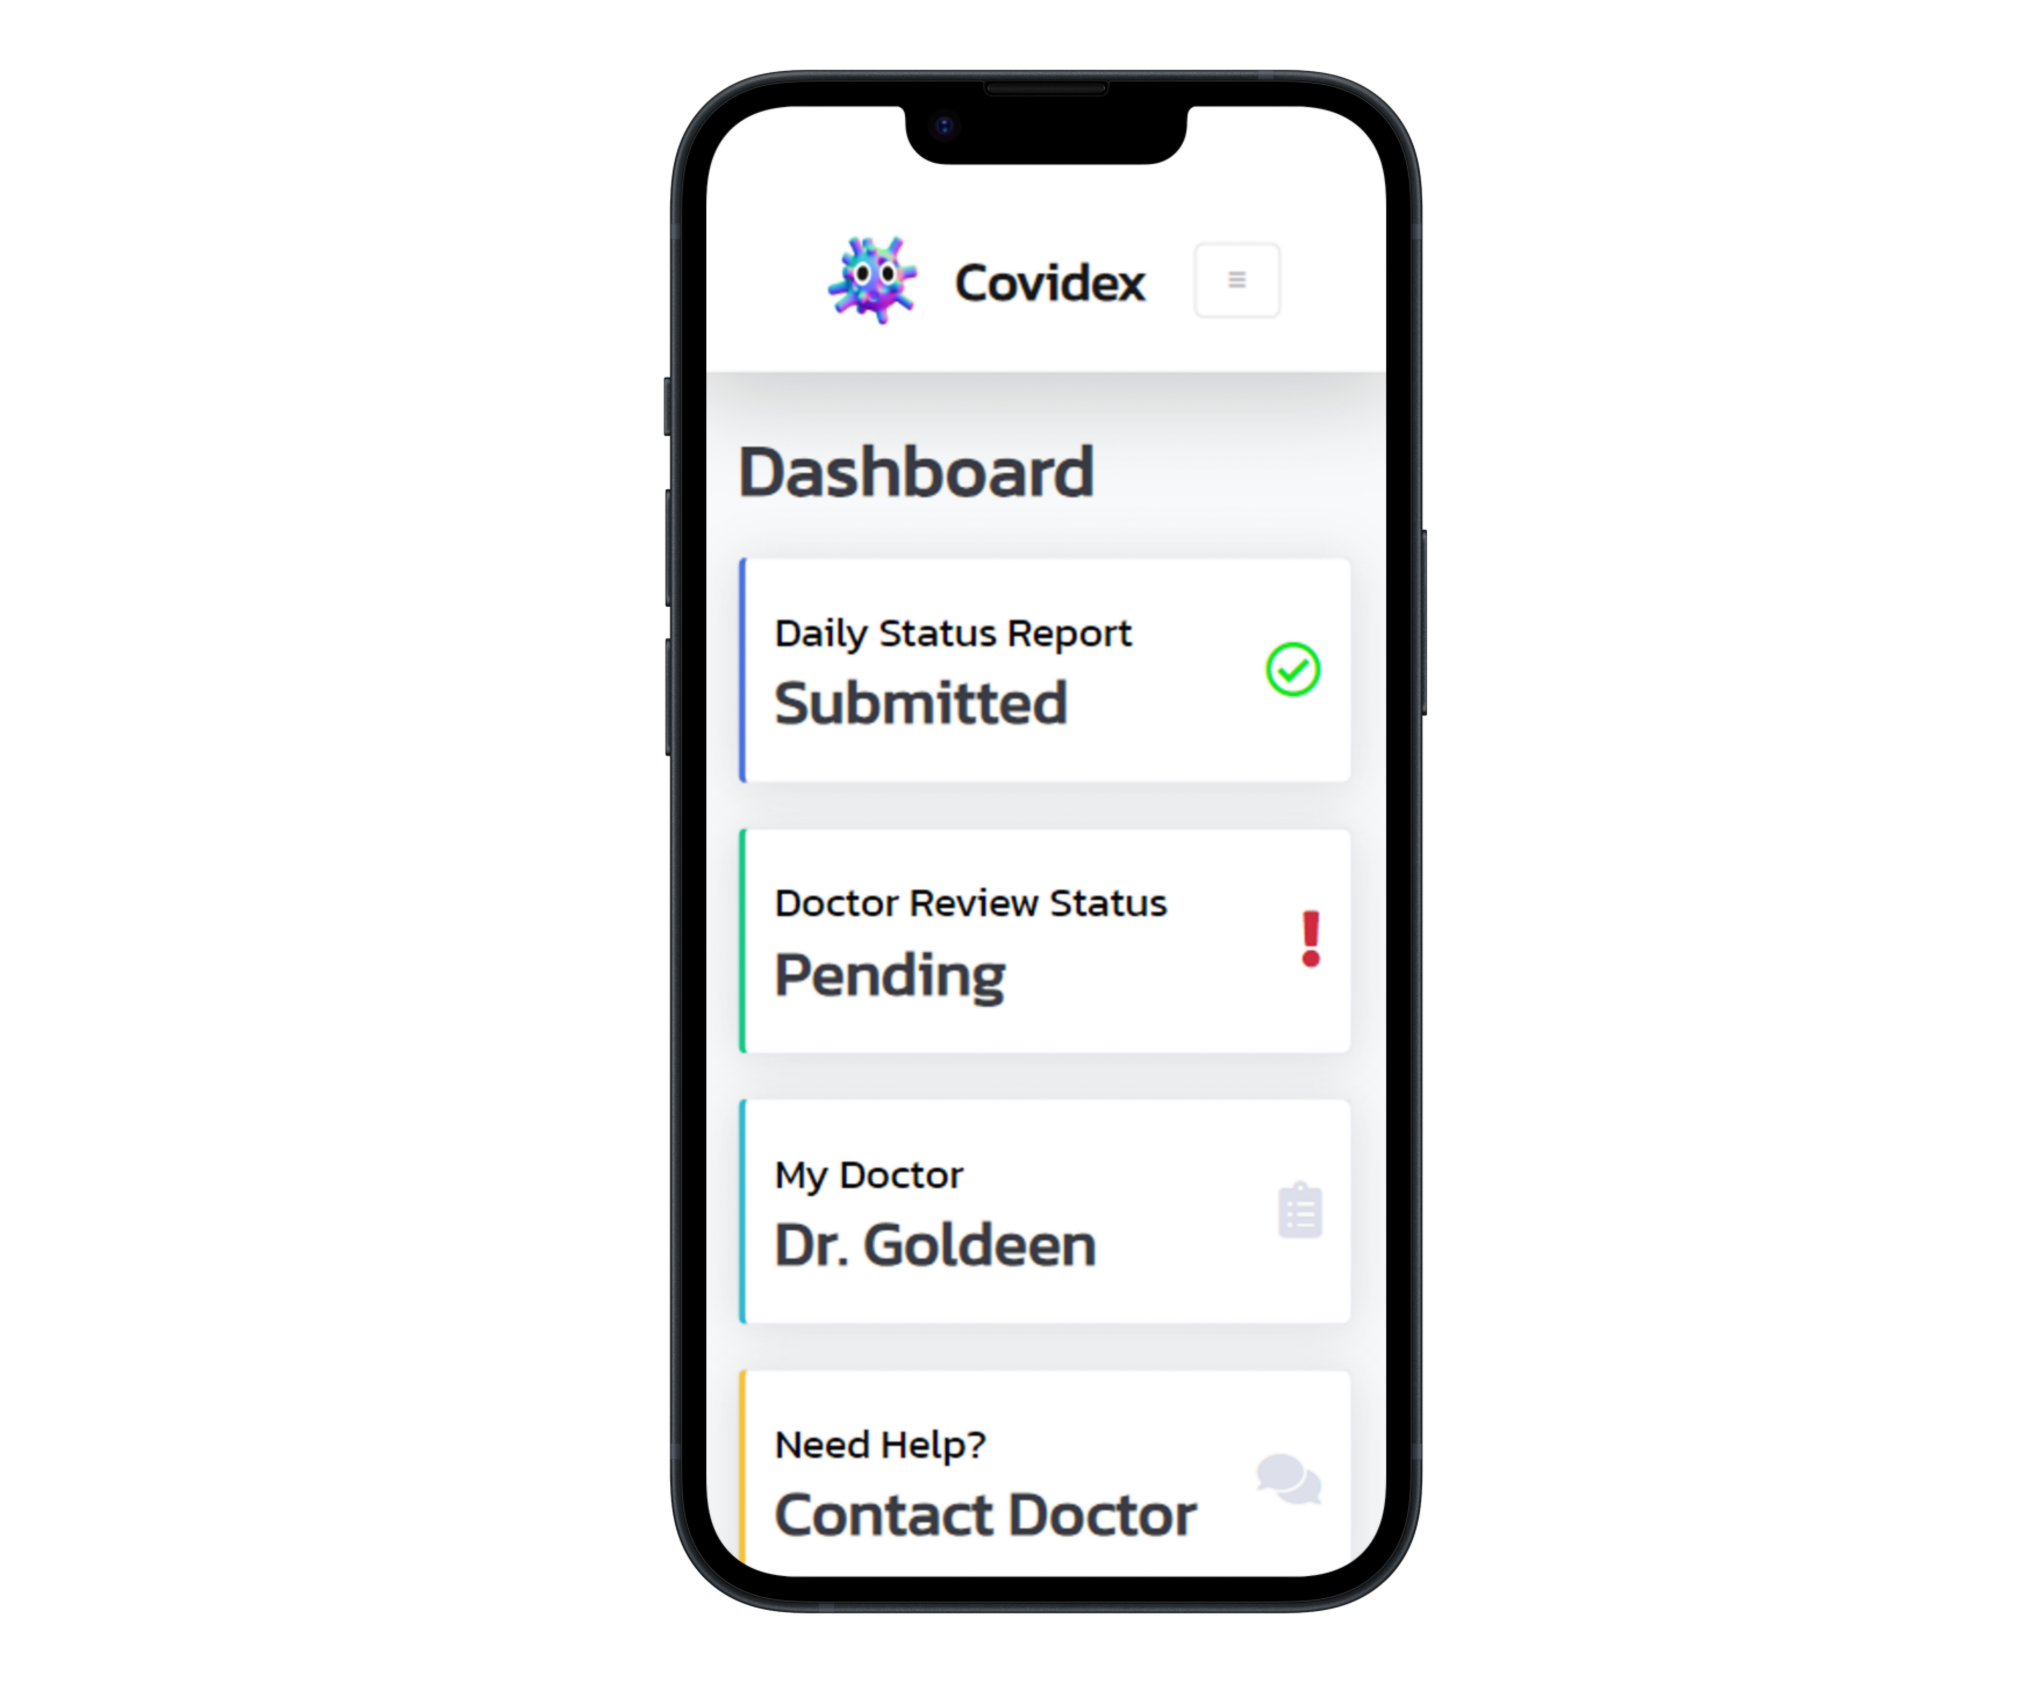 Covidex
Dashboard
Daily Status Report
Submitted
Doctor Review Status
Pending
My Doctor
Dr. Goldeen
Need Help?
Contact Doctor